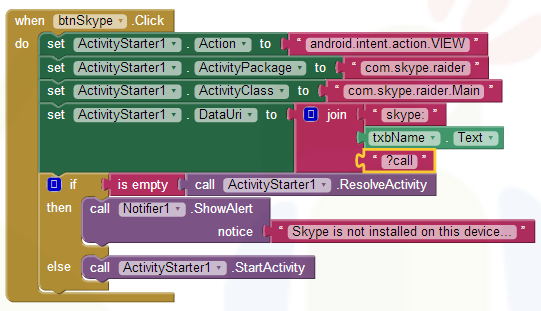 when btnSkype .Click
do set ActivityStarter1 . Action to " android.intent.action.VIEW "
set ActivityStarter1 . ActivityPackage to " com.skype.raider "
set ActivityStarter1 . ActivityClass to " com.skype.raider.Main "
set ActivityStarter1 . DataUri to join " skype: "
txbName . Text
" ?call "
if is empty call ActivityStarter1 .ResolveActivity
then call Notifier1 .ShowAlert
notice " Skype is not installed on this device... "
else call ActivityStarter1 .StartActivity